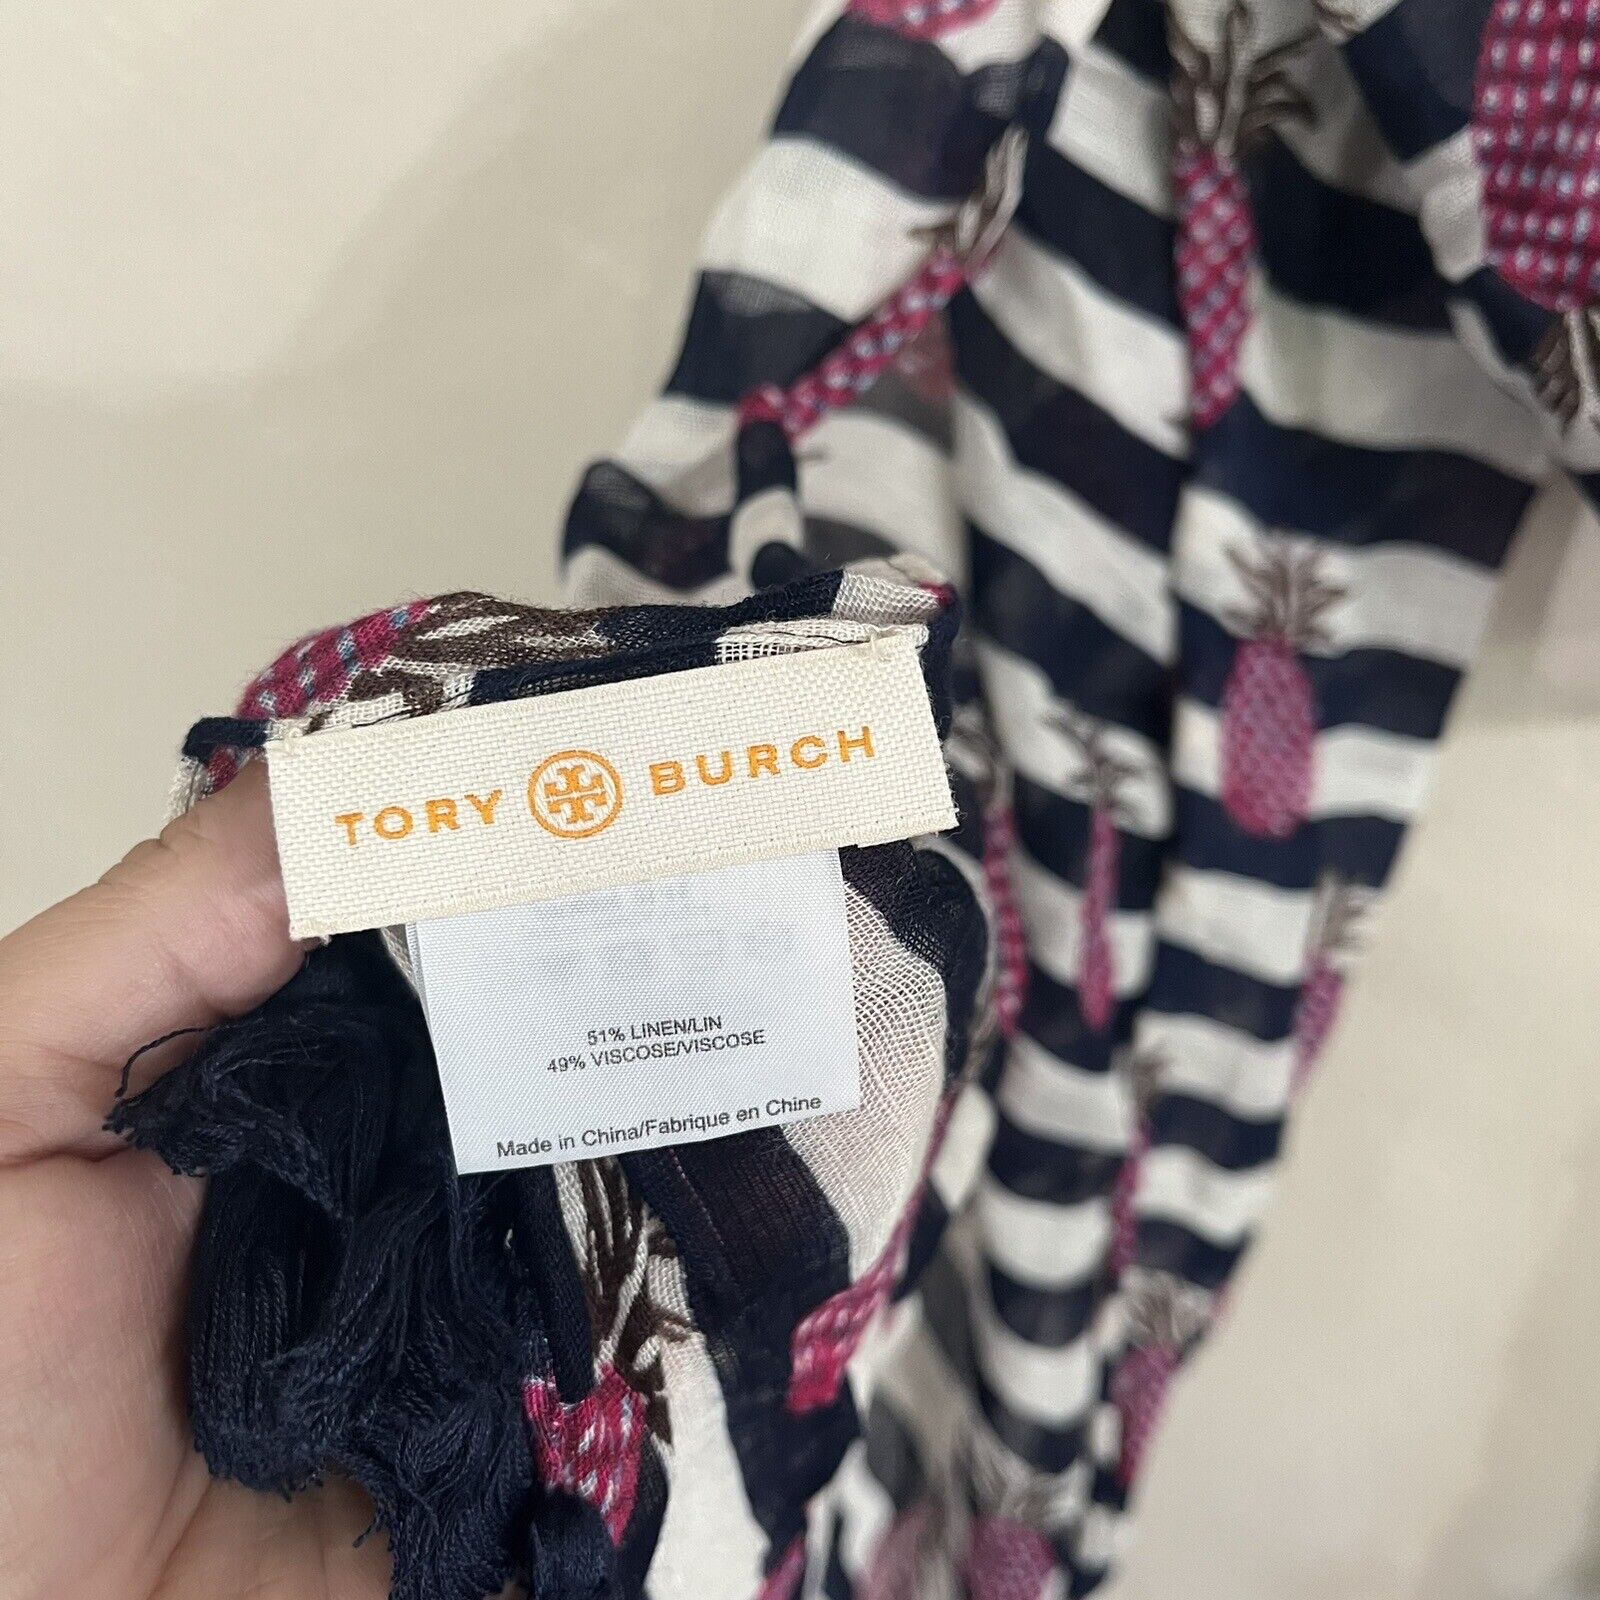 TORY BURCH
51% LINEN/LIN
49% VISCOSE/VISCOSE
Made in China/Fabrique en Chine